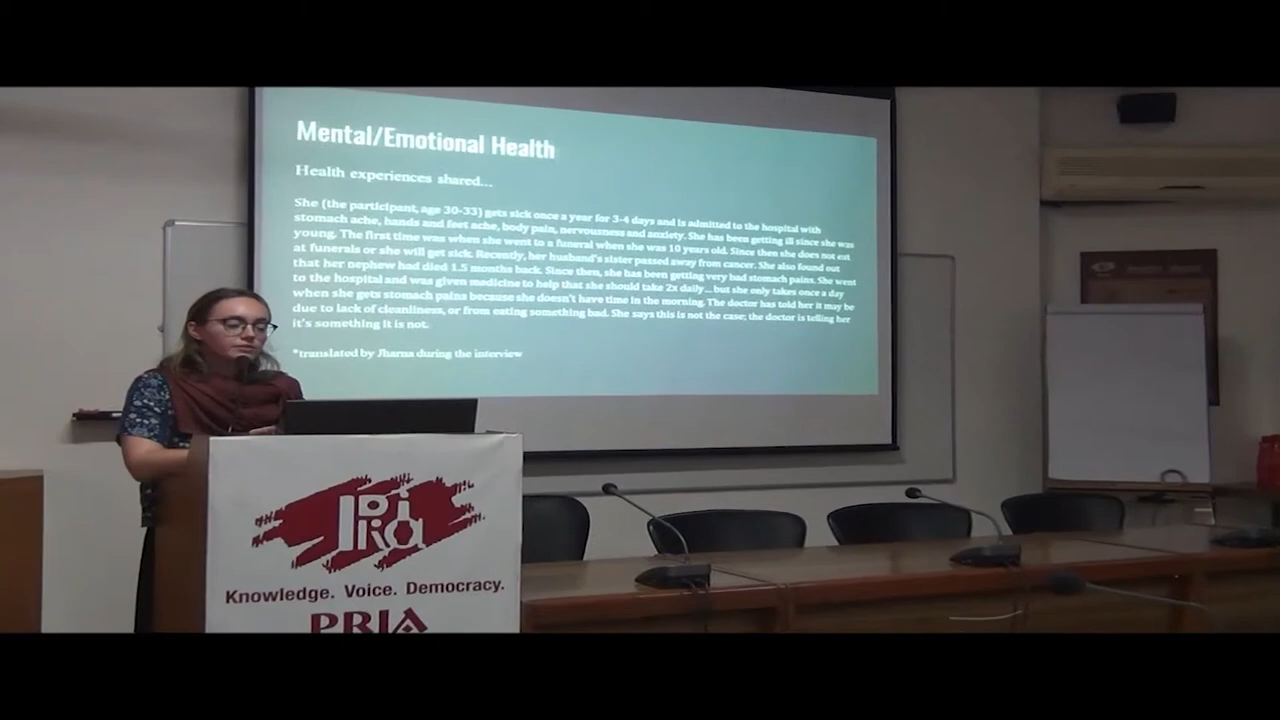 Mental/Emotional Health
Health experiences shared...
She (the participant, age 30-33) gets sick once a year for 3-4 days and is admitted to the hospital with
stomach ache, hands and feet ache, body pain, nervousness and anxiety. She has been getting ill since she was
young. The first time was when she went to a funeral when she was 10 years old. Since then she does not eat
at funerals or she will get sick. Recently, her husband's sister passed away from cancer. She also found out
that her nephew had died 1.5 months back. Since then, she has been getting very bad stomach pains. She went
to the hospital and was given medicine to help that she should take 2x daily... but she only takes once a day
when she gets stomach pains because she doesn't have time in the morning. The doctor has told her it may be
due to lack of cleanliness, or from eating something bad. She says this is not the case; the doctor is telling her
it's something it is not.
*translated by Jharna during the interview
PRIA
Knowledge. Voice. Democracy.
PRIA